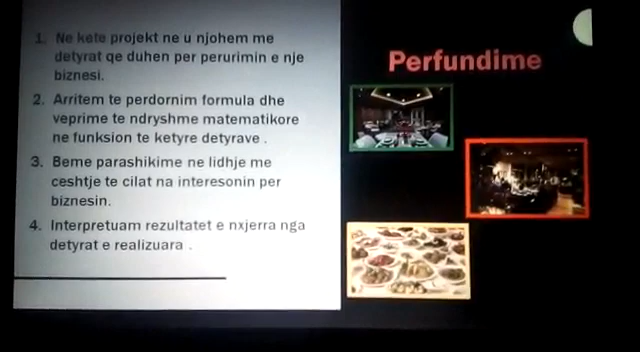 1. Ne kete projekt ne u njohem me
detyrat qe duhen per perurimin e nje
biznesi.
2. Arritem te perdornim formula dhe
veprime te ndryshme matematikore
ne funksion te ketyre detyrave .
3. Beme parashikime ne lidhje me
ceshtje te cilat na interesonin per
biznesin.
4. Interpretuam rezultatet e nxjerra nga
detyrat e realizuara .
Perfundime